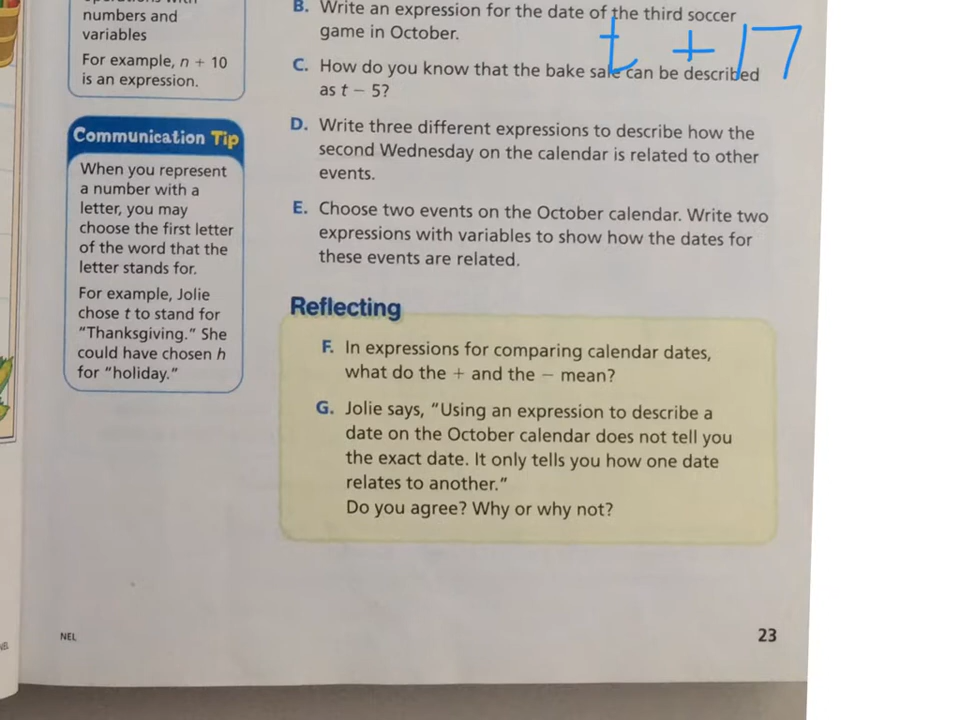 numbers and
variables
For example, n + 10
is an expression.
Communication Tip
When you represent
a number with a
letter, you may
choose the first letter
of the word that the
letter stands for.
For example, Jolie
chose t to stand for
“Thanksgiving.” She
could have chosen h
for “holiday.”
B. Write an expression for the date of the third soccer
game in October.
t + 17
C. How do you know that the bake sale can be described
as t − 5?
D. Write three different expressions to describe how the
second Wednesday on the calendar is related to other
events.
E. Choose two events on the October calendar. Write two
expressions with variables to show how the dates for
these events are related.
Reflecting
F. In expressions for comparing calendar dates,
what do the + and the − mean?
G. Jolie says, “Using an expression to describe a
date on the October calendar does not tell you
the exact date. It only tells you how one date
relates to another.”
Do you agree? Why or why not?
NEL
23